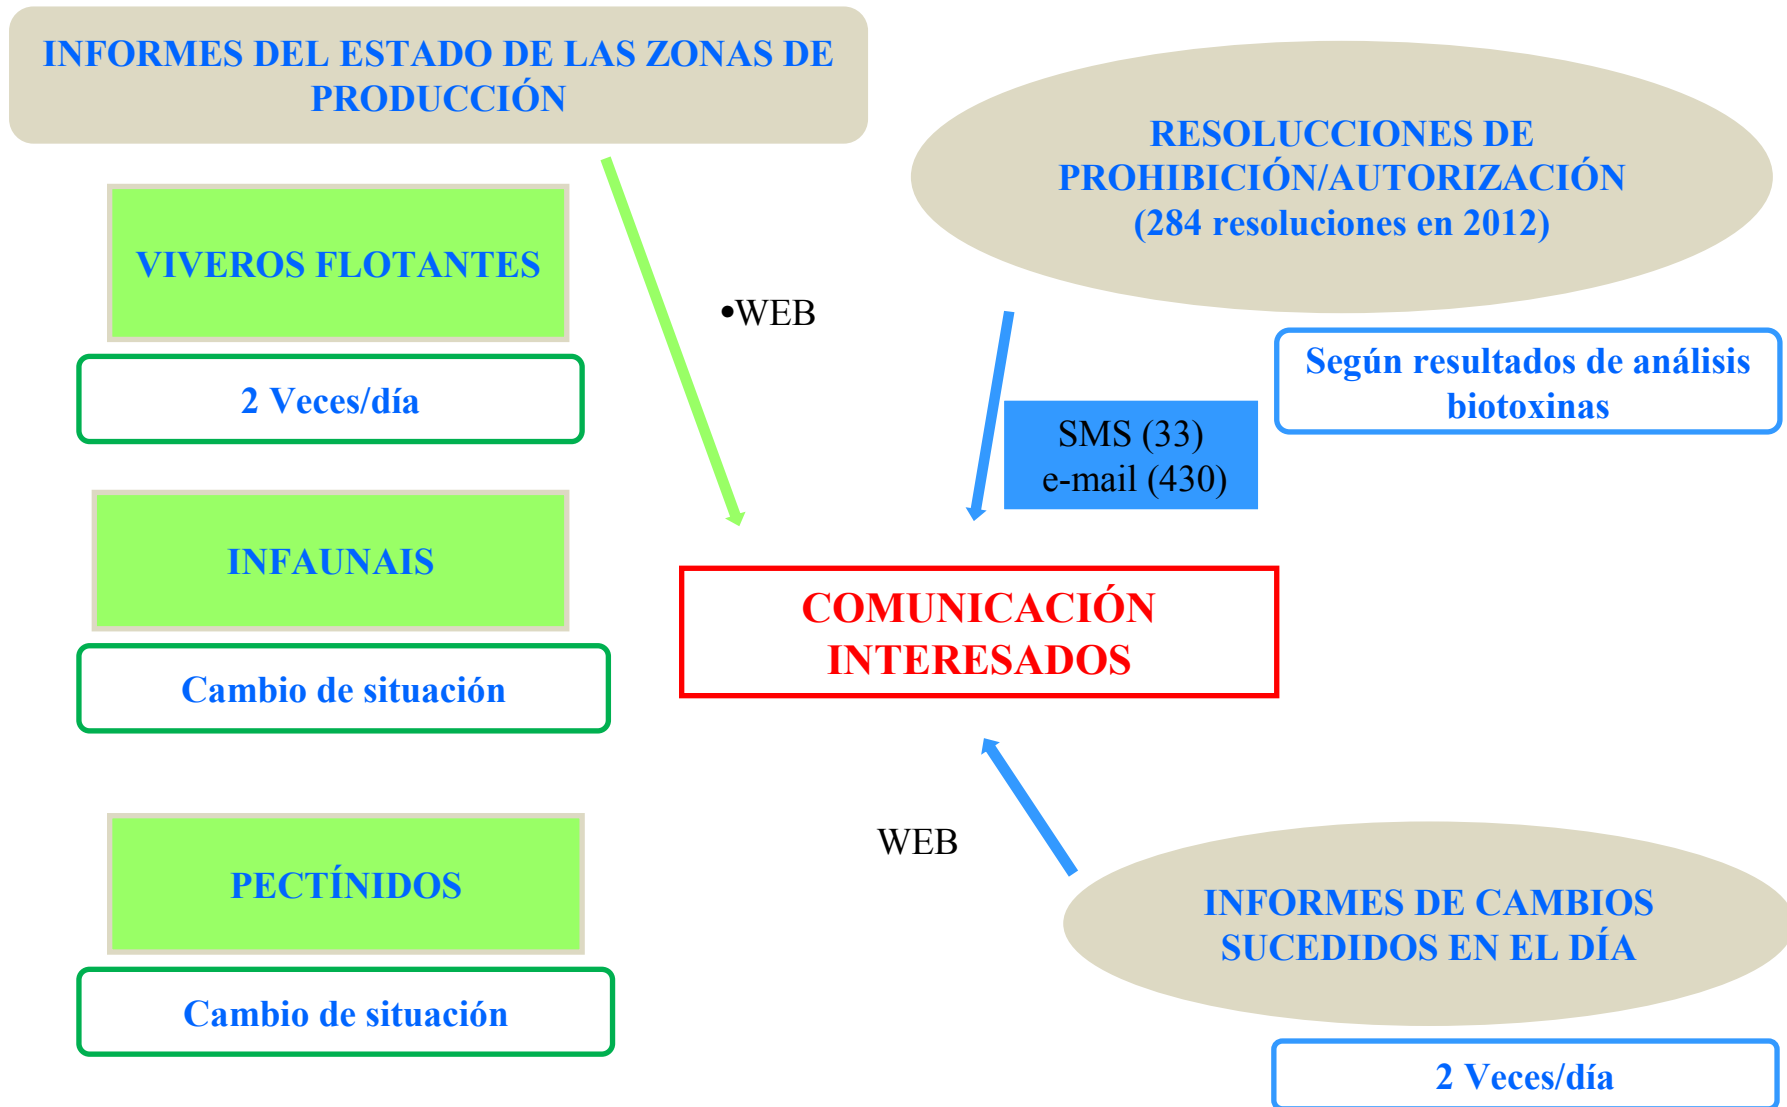 INFORMES DEL ESTADO DE LAS ZONAS DE
PRODUCCIÓN
VIVEROS FLOTANTES
2 Veces/día
INFAUNAIS
Cambio de situación
PECTÍNIDOS
Cambio de situación
•WEB
RESOLUCCIONES DE
PROHIBICIÓN/AUTORIZACIÓN
(284 resoluciones en 2012)
Según resultados de análisis
biotoxinas
SMS (33)
e-mail (430)
COMUNICACIÓN
INTERESADOS
WEB
INFORMES DE CAMBIOS
SUCEDIDOS EN EL DÍA
2 Veces/día